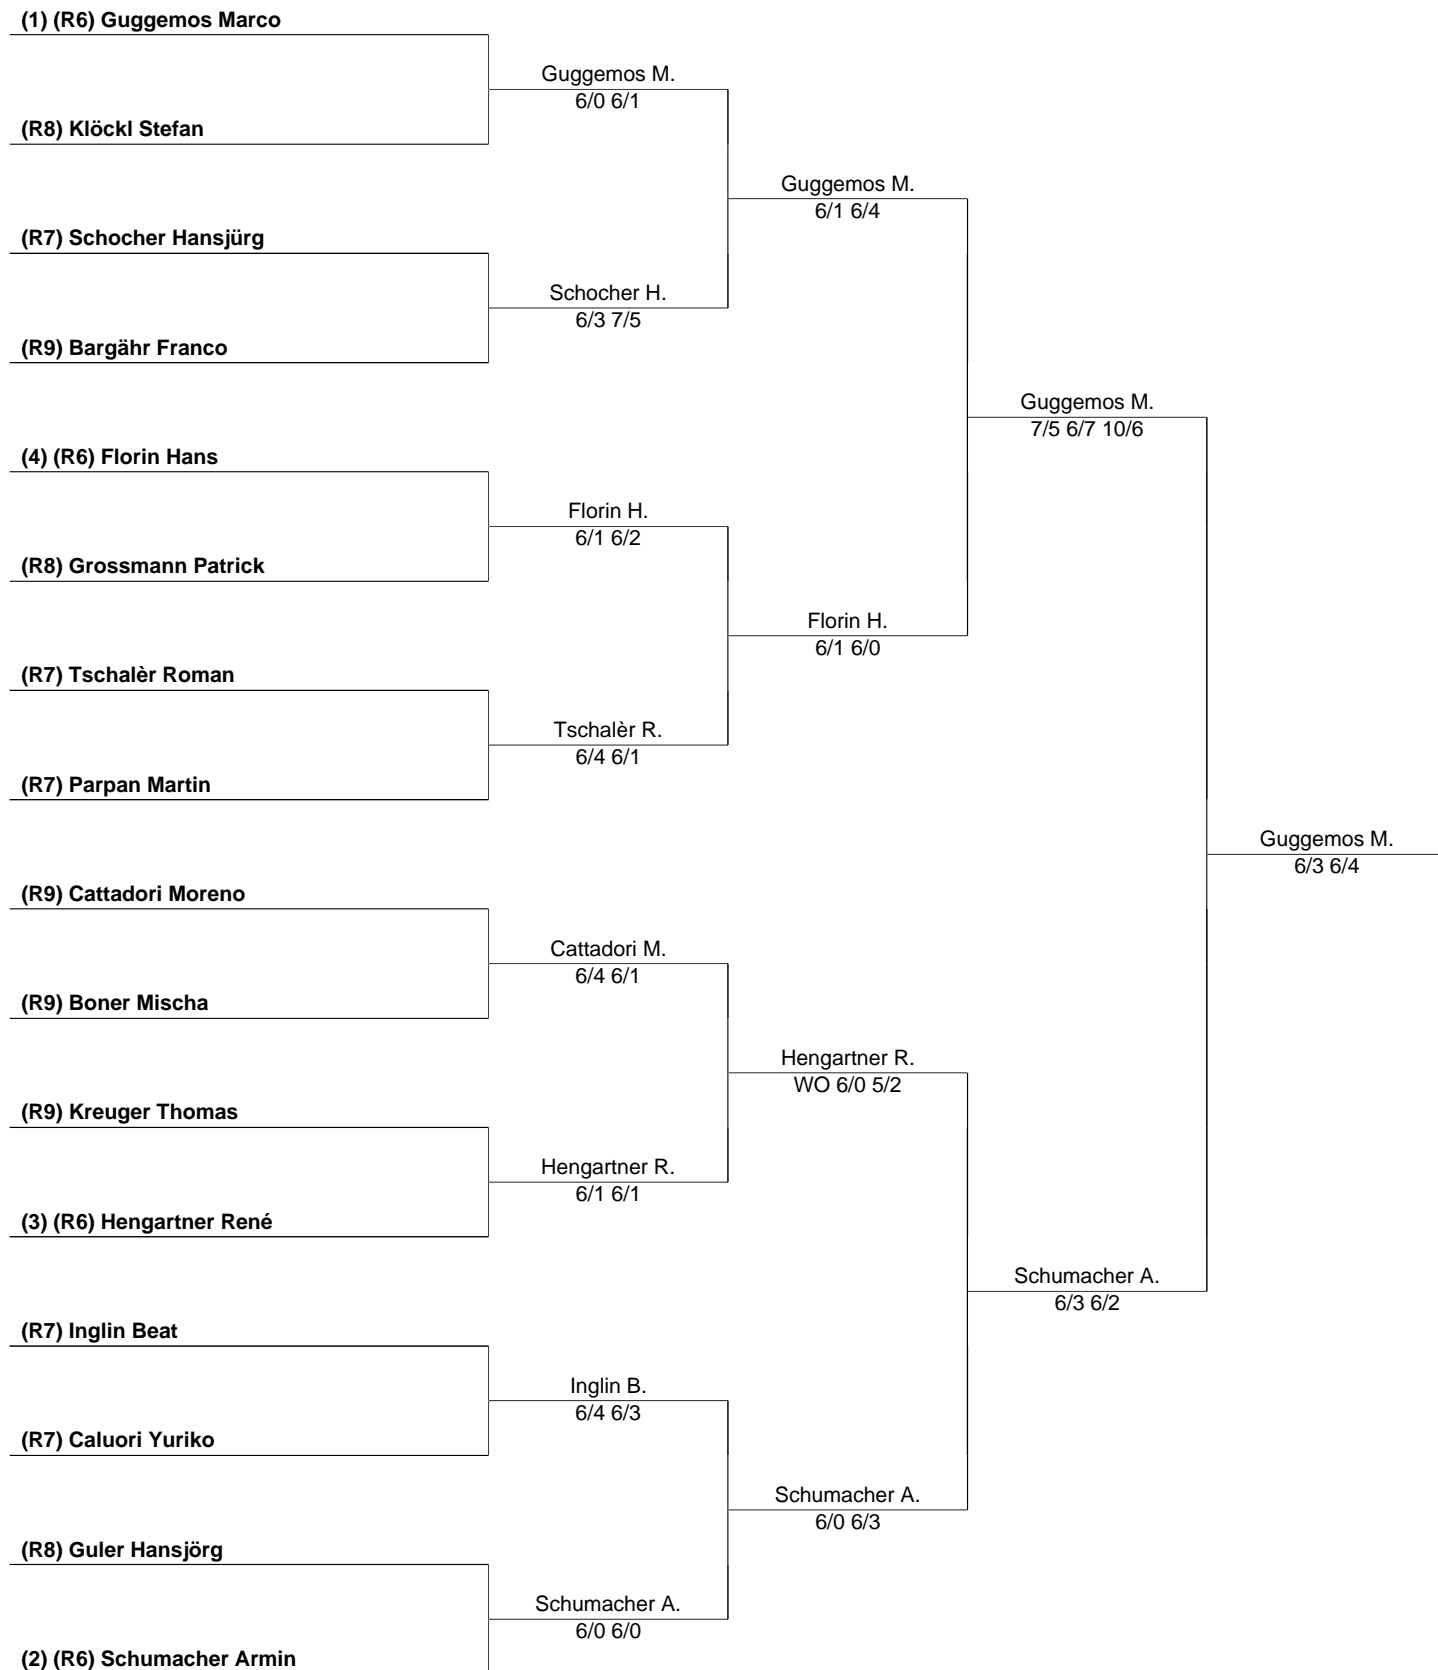 (1) (R6) Guggemos Marco
Guggemos M.
6/0 6/1
(R8) Klöckl Stefan
Guggemos M.
6/1 6/4
(R7) Schocher Hansjürg
Schocher H.
6/3 7/5
(R9) Bargähr Franco
Guggemos M.
7/5 6/7 10/6
(4) (R6) Florin Hans
Florin H.
6/1 6/2
(R8) Grossmann Patrick
Florin H.
6/1 6/0
(R7) Tschalèr Roman
Tschalèr R.
6/4 6/1
(R7) Parpan Martin
Guggemos M.
6/3 6/4
(R9) Cattadori Moreno
Cattadori M.
6/4 6/1
(R9) Boner Mischa
Hengartner R.
WO 6/0 5/2
(R9) Kreuger Thomas
Hengartner R.
6/1 6/1
(3) (R6) Hengartner René
Schumacher A.
6/3 6/2
(R7) Inglin Beat
Inglin B.
6/4 6/3
(R7) Caluori Yuriko
Schumacher A.
6/0 6/3
(R8) Guler Hansjörg
Schumacher A.
6/0 6/0
(2) (R6) Schumacher Armin